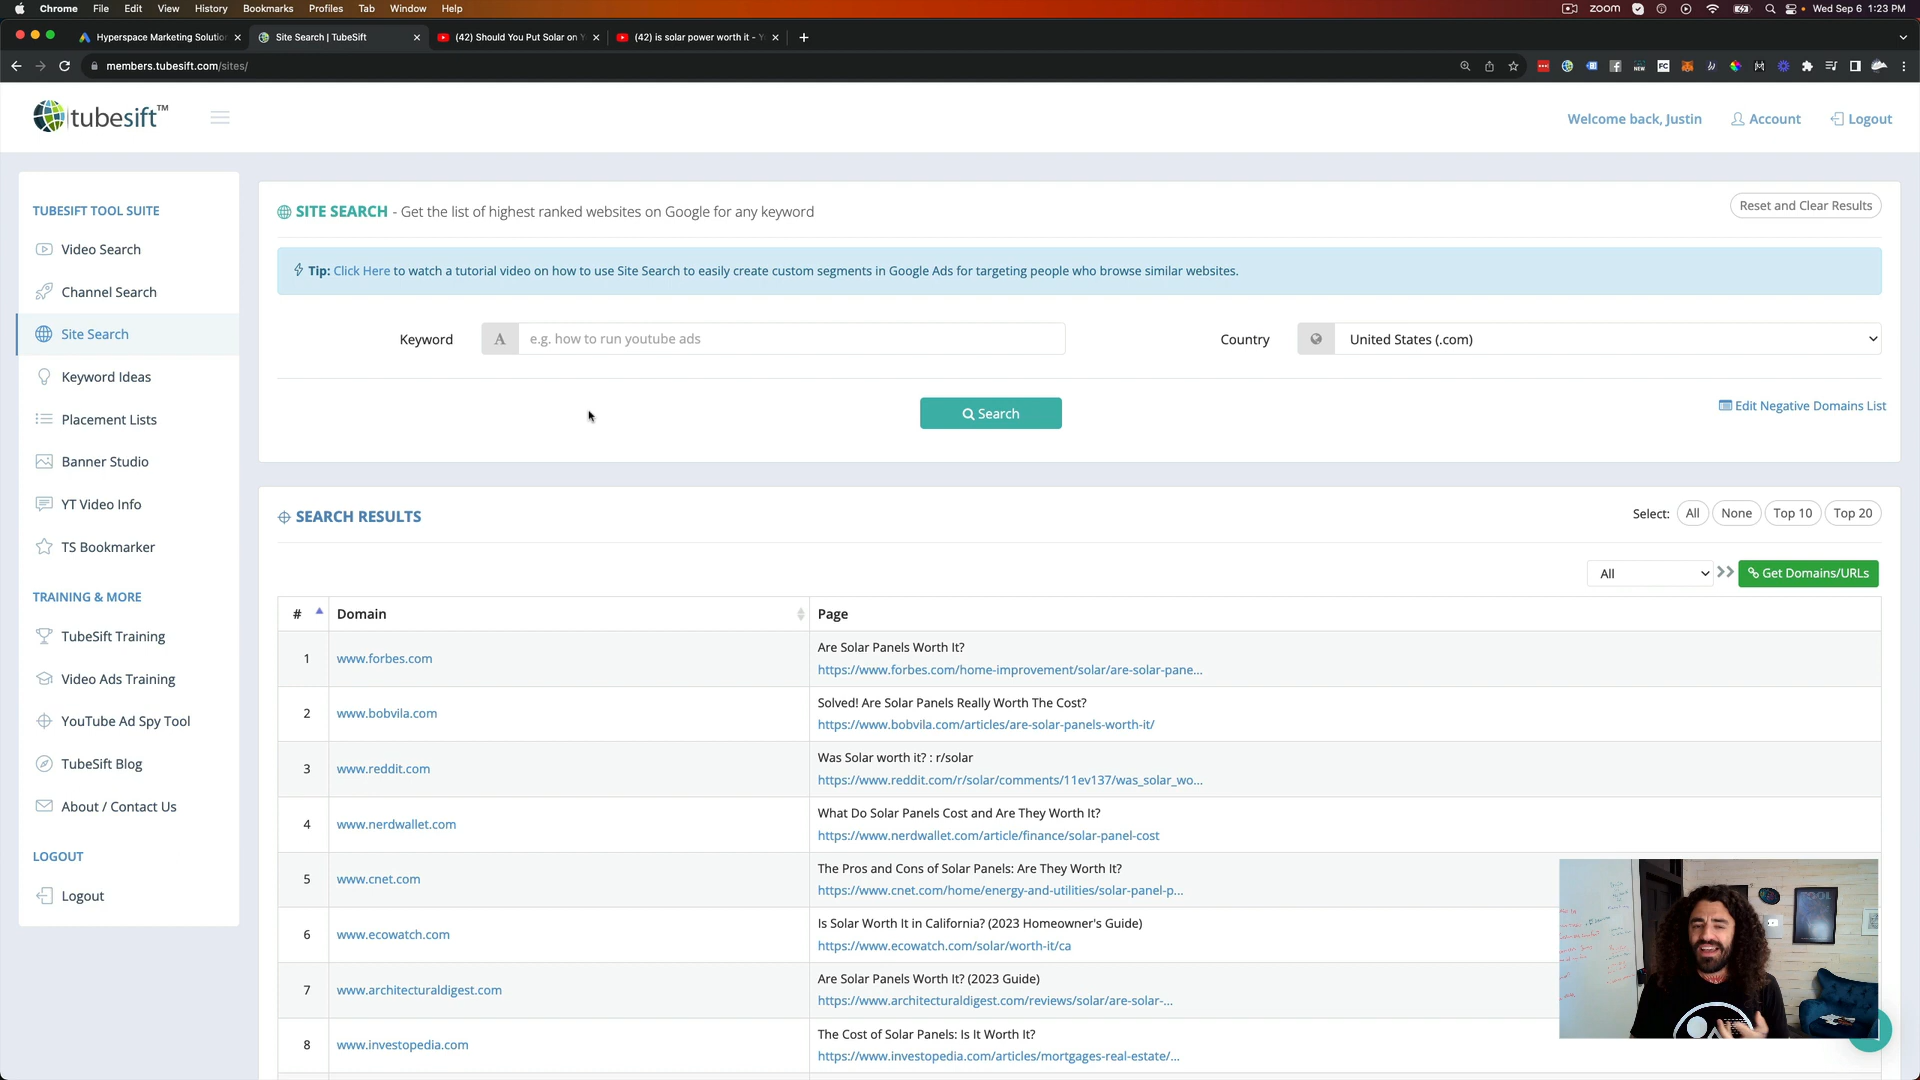 Chrome File Edit View History Bookmarks Profiles Tab Window Help
zoom Wed Sep 6 1:23 PM
Hyperspace Marketing Solution
Site Search | TubeSift
(42) Should You Put Solar on
(42) is solar power worth it -
members.tubesift.com/sites/
tubesift™
Welcome back, Justin
Account
Logout
TUBESIFT TOOL SUITE
Video Search
Channel Search
Site Search
Keyword Ideas
Placement Lists
Banner Studio
YT Video Info
TS Bookmarker
TRAINING & MORE
TubeSift Training
Video Ads Training
YouTube Ad Spy Tool
TubeSift Blog
About / Contact Us
LOGOUT
Logout
SITE SEARCH - Get the list of highest ranked websites on Google for any keyword
Reset and Clear Results
Tip: Click Here to watch a tutorial video on how to use Site Search to easily create custom segments in Google Ads for targeting people who browse similar websites.
Keyword
A
e.g. how to run youtube ads
Country
United States (.com)
Search
Edit Negative Domains List
SEARCH RESULTS
Select: All None Top 10 Top 20
All
Get Domains/URLs
# Domain Page
1 www.forbes.com
Are Solar Panels Worth It?
https://www.forbes.com/home-improvement/solar/are-solar-pane...
2 www.bobvila.com
Solved! Are Solar Panels Really Worth The Cost?
https://www.bobvila.com/articles/are-solar-panels-worth-it/
3 www.reddit.com
Was Solar worth it? : r/solar
https://www.reddit.com/r/solar/comments/11ev137/was_solar_wo...
4 www.nerdwallet.com
What Do Solar Panels Cost and Are They Worth It?
https://www.nerdwallet.com/article/finance/solar-panel-cost
5 www.cnet.com
The Pros and Cons of Solar Panels: Are They Worth It?
https://www.cnet.com/home/energy-and-utilities/solar-panel-p...
6 www.ecowatch.com
Is Solar Worth It in California? (2023 Homeowner's Guide)
https://www.ecowatch.com/solar/worth-it/ca
7 www.architecturaldigest.com
Are Solar Panels Worth It? (2023 Guide)
https://www.architecturaldigest.com/reviews/solar/are-solar-...
8 www.investopedia.com
The Cost of Solar Panels: Is It Worth It?
https://www.investopedia.com/articles/mortgages-real-estate/...
TOOL